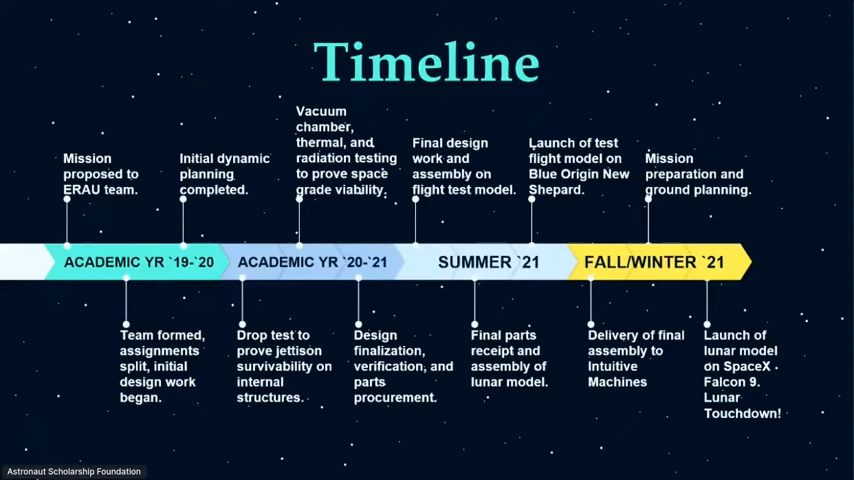 Timeline
Mission
proposed to
ERAU team.
Initial dynamic
planning
completed.
Vacuum
chamber,
thermal, and
radiation testing
to prove space
grade viability.
Final design
work and
assembly on
flight test model.
Launch of test
flight model on
Blue Origin New
Shepard.
Mission
preparation and
ground planning.
ACADEMIC YR `19-`20
ACADEMIC YR `20-`21
SUMMER `21
FALL/WINTER `21
Team formed,
assignments
split, initial
design work
began.
Drop test to
prove jettison
survivability on
internal
structures.
Design
finalization,
verification, and
parts
procurement.
Final parts
receipt and
assembly of
lunar model.
Delivery of final
assembly to
Intuitive
Machines
Launch of
lunar model
on SpaceX
Falcon 9.
Lunar
Touchdown!
Astronaut Scholarship Foundation